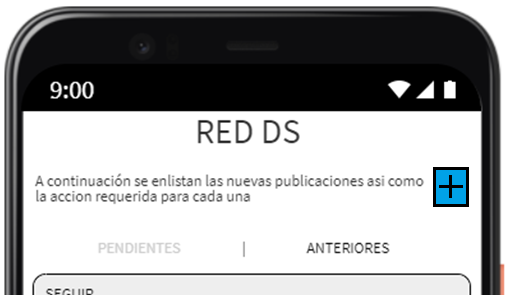 9:00
RED DS
A continuación se enlistan las nuevas publicaciones asi como
la accion requerida para cada una
PENDIENTES | ANTERIORES
SEGUIR